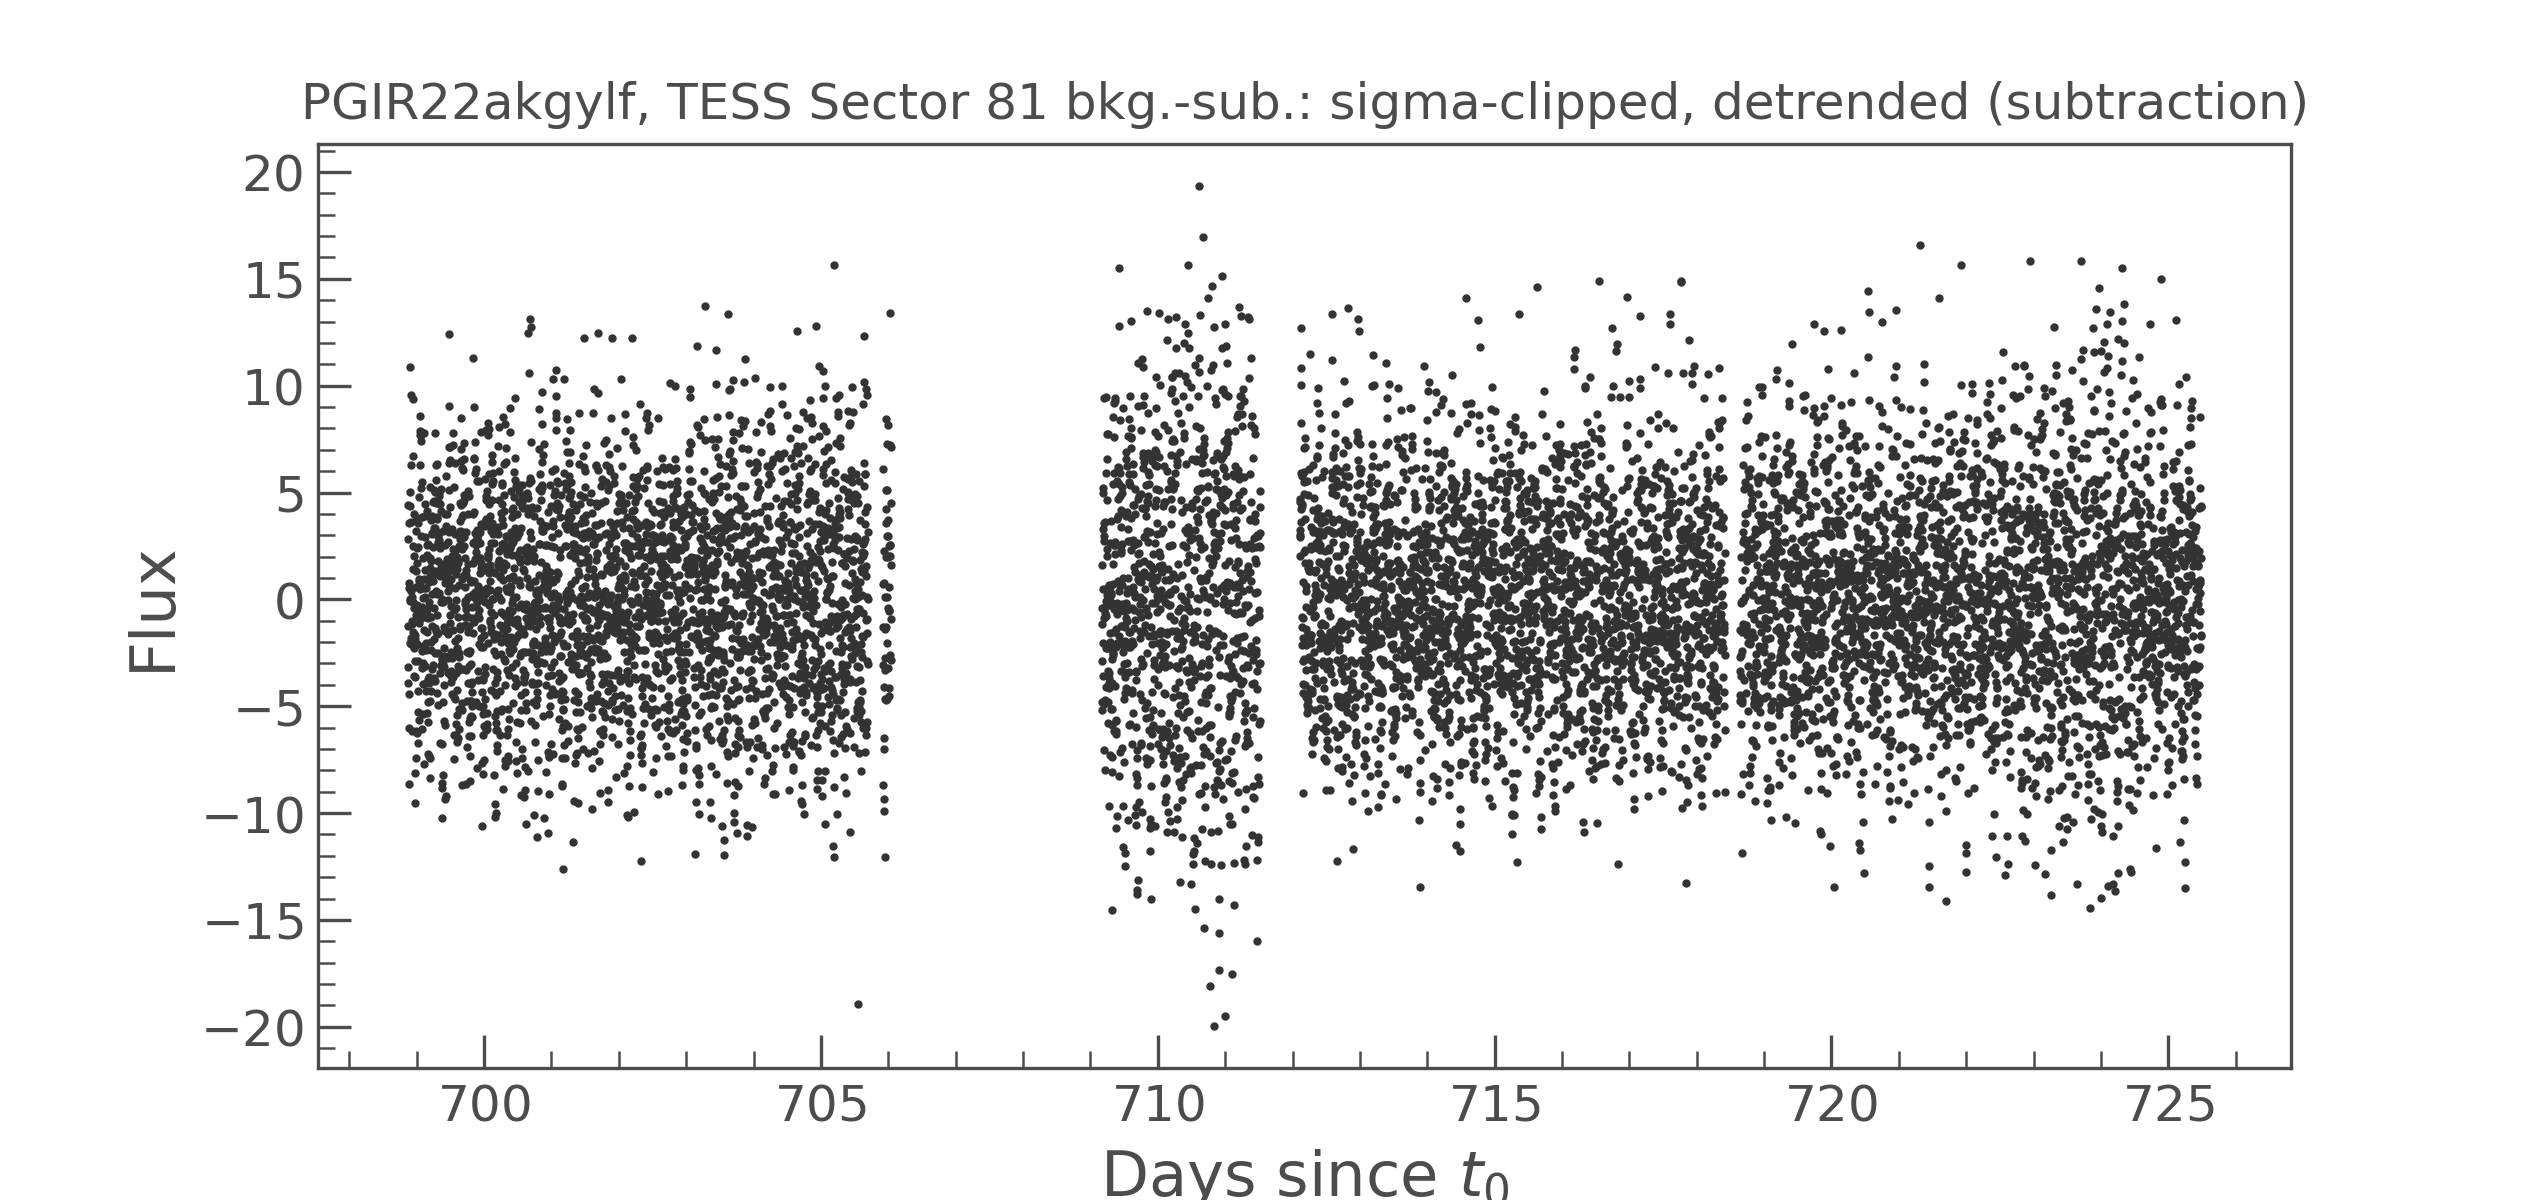 PGIR22akgylf, TESS Sector 81 bkg.-sub.: sigma-clipped, detrended (subtraction)
20
15
10
5
0
−5
−10
−15
−20
Flux
700 705 710 715 720 725
Days since t₀